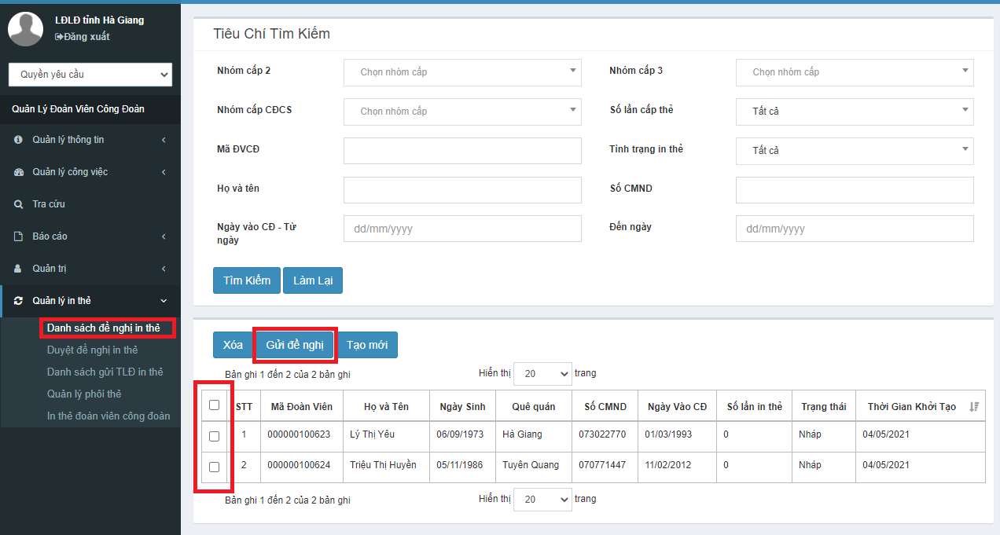 LĐLĐ tỉnh Hà Giang
Đăng xuất
Quyền yêu cầu
Quản Lý Đoàn Viên Công Đoàn
Quản lý thông tin
Quản lý công việc
Tra cứu
Báo cáo
Quản trị
Quản lý in thẻ
Danh sách đề nghị in thẻ
Duyệt đề nghị in thẻ
Danh sách gửi TLĐ in thẻ
Quản lý phôi thẻ
In thẻ đoàn viên công đoàn
Tiêu Chí Tìm Kiếm
Nhóm cấp 2 Chọn nhóm cấp Nhóm cấp 3 Chọn nhóm cấp
Nhóm cấp CĐCS Chọn nhóm cấp Số lần cấp thẻ Tất cả
Mã ĐVCĐ Tình trạng in thẻ Tất cả
Họ và tên Số CMND
Ngày vào CĐ - Từ
ngày dd/mm/yyyy Đến ngày dd/mm/yyyy
Tìm Kiếm Làm Lại
Xóa Gửi đề nghị Tạo mới
Bản ghi 1 đến 2 của 2 bản ghi Hiển thị 20 trang
STT Mã Đoàn Viên Họ và Tên Ngày Sinh Quê quán Số CMND Ngày Vào CĐ Số lần in thẻ Trạng thái Thời Gian Khởi Tạo
1 000000100623 Lý Thị Yêu 06/09/1973 Hà Giang 073022770 01/03/1993 0 Nháp 04/05/2021
2 000000100624 Triệu Thị Huyền 05/11/1986 Tuyên Quang 070771447 11/02/2012 0 Nháp 04/05/2021
Bản ghi 1 đến 2 của 2 bản ghi Hiển thị 20 trang